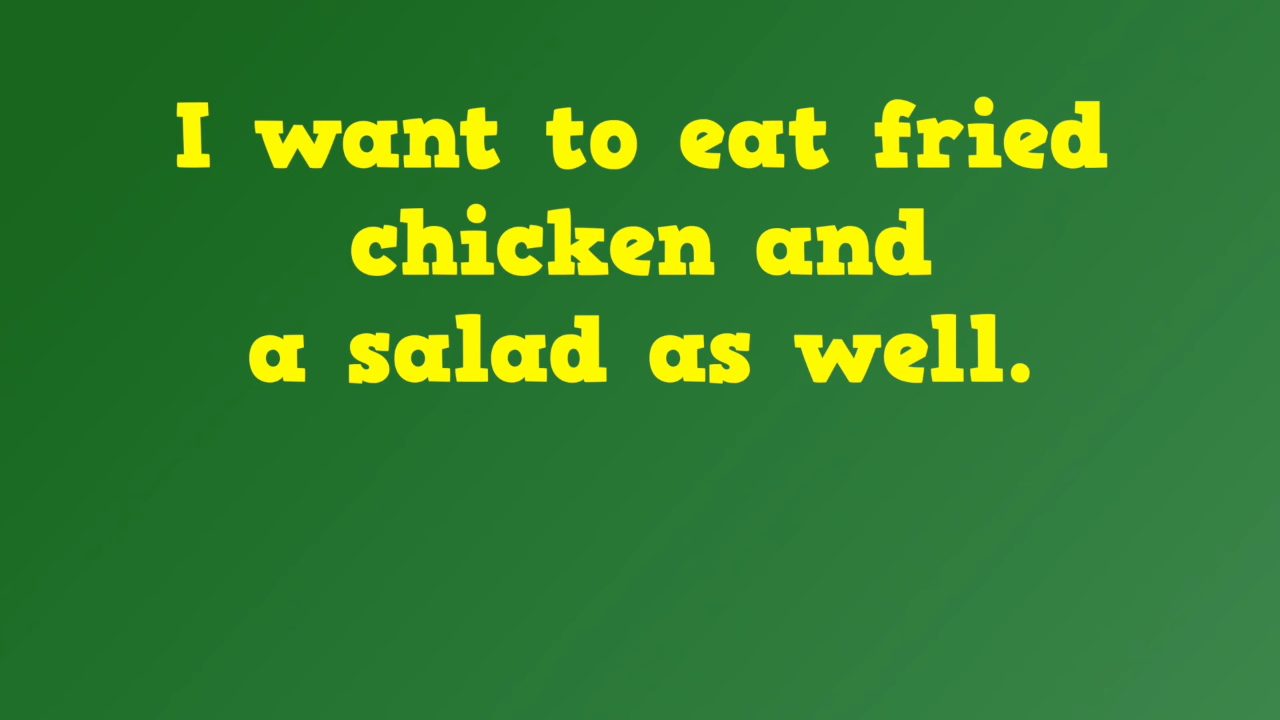 I want to eat fried
chicken and
a salad as well.